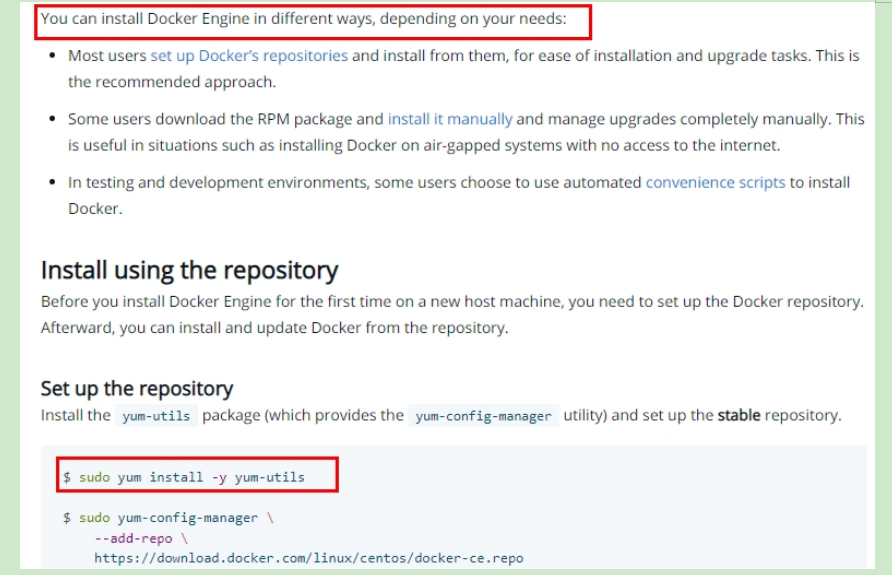 You can install Docker Engine in different ways, depending on your needs:
• Most users set up Docker’s repositories and install from them, for ease of installation and upgrade tasks. This is
the recommended approach.
• Some users download the RPM package and install it manually and manage upgrades completely manually. This
is useful in situations such as installing Docker on air-gapped systems with no access to the internet.
• In testing and development environments, some users choose to use automated convenience scripts to install
Docker.
Install using the repository
Before you install Docker Engine for the first time on a new host machine, you need to set up the Docker repository.
Afterward, you can install and update Docker from the repository.
Set up the repository
Install the yum-utils package (which provides the yum-config-manager utility) and set up the stable repository.
$ sudo yum install -y yum-utils
$ sudo yum-config-manager \
--add-repo \
https://download.docker.com/linux/centos/docker-ce.repo